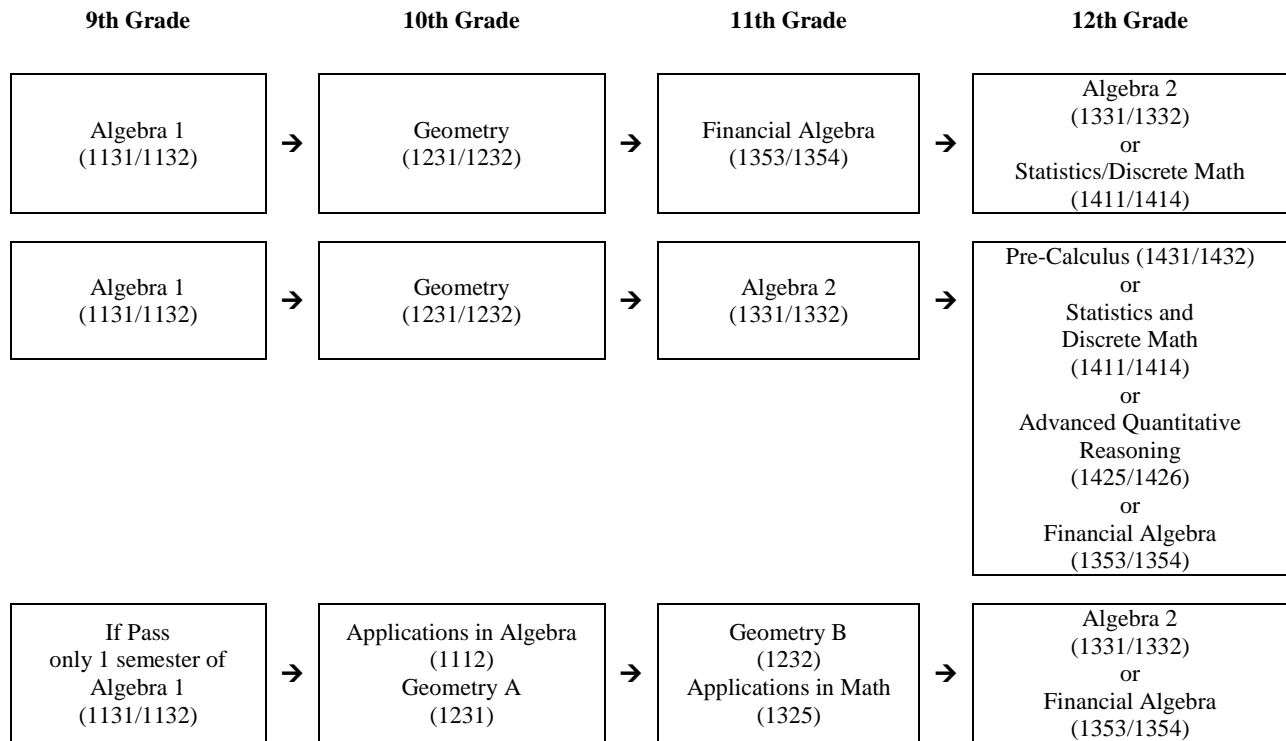 9th Grade
10th Grade
11th Grade
12th Grade
Algebra 1
(1131/1132)
➔
Geometry
(1231/1232)
➔
Financial Algebra
(1353/1354)
➔
Algebra 2
(1331/1332)
or
Statistics/Discrete Math
(1411/1414)
Algebra 1
(1131/1132)
➔
Geometry
(1231/1232)
➔
Algebra 2
(1331/1332)
➔
Pre-Calculus (1431/1432)
or
Statistics and
Discrete Math
(1411/1414)
or
Advanced Quantitative
Reasoning
(1425/1426)
or
Financial Algebra
(1353/1354)
If Pass
only 1 semester of
Algebra 1
(1131/1132)
➔
Applications in Algebra
(1112)
Geometry A
(1231)
➔
Geometry B
(1232)
Applications in Math
(1325)
➔
Algebra 2
(1331/1332)
or
Financial Algebra
(1353/1354)